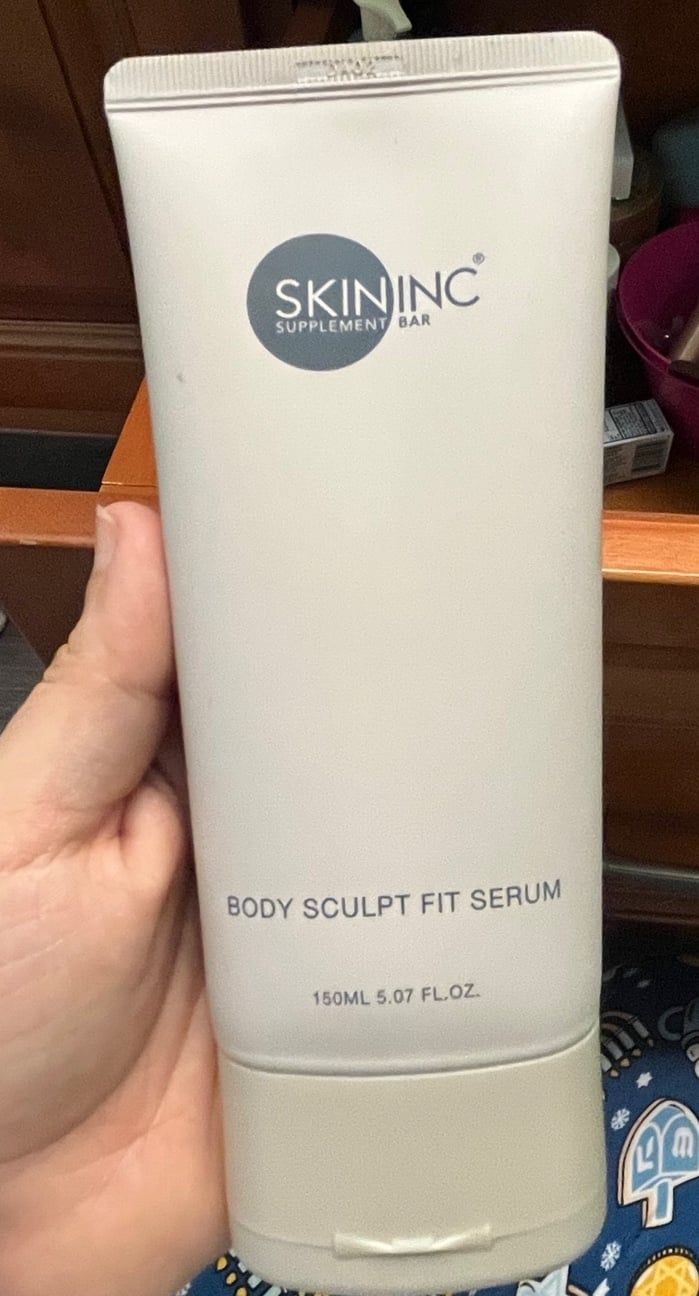 SKIN INC®
SUPPLEMENT BAR
BODY SCULPT FIT SERUM
150ML 5.07 FL.OZ.